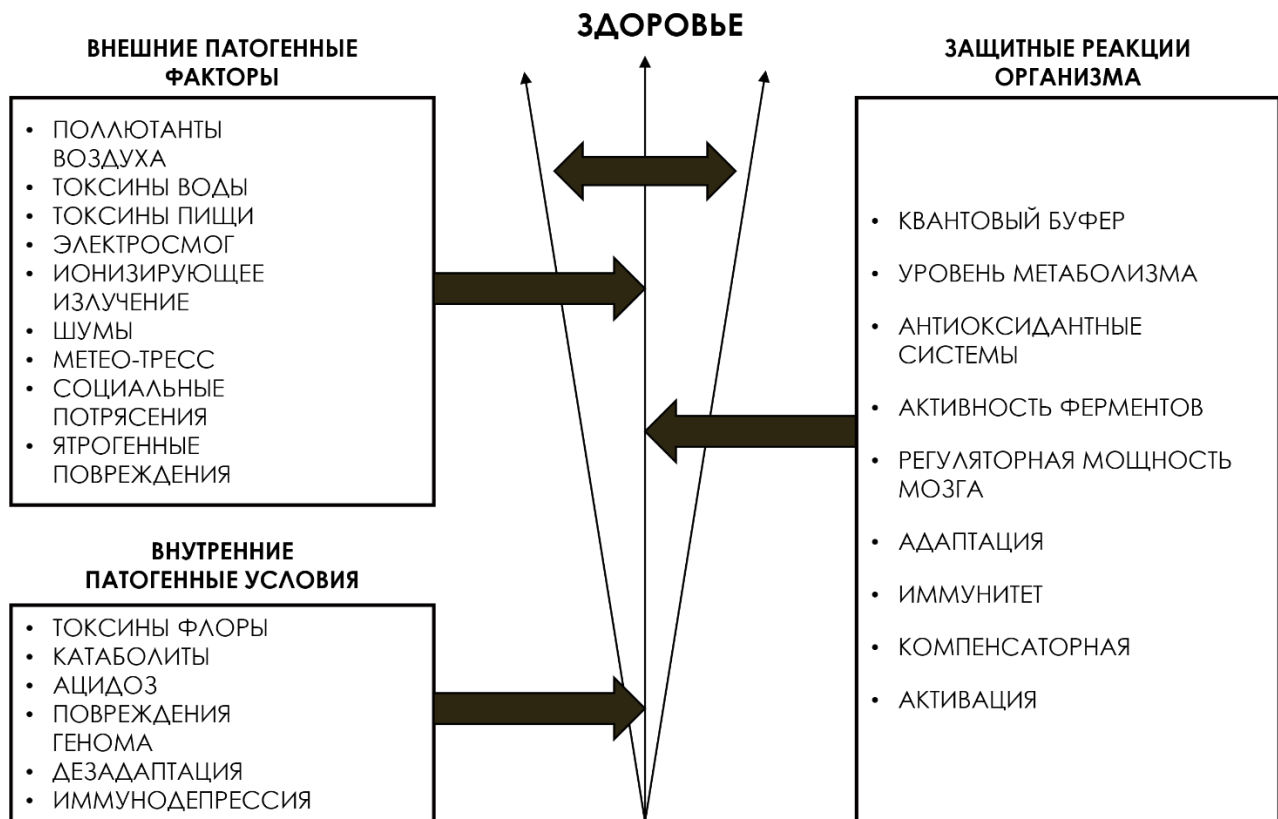 ЗДОРОВЬЕ
ВНЕШНИЕ ПАТОГЕННЫЕ
ФАКТОРЫ
• ПОЛЛЮТАНТЫ
ВОЗДУХА
• ТОКСИНЫ ВОДЫ
• ТОКСИНЫ ПИЩИ
• ЭЛЕКТРОСМОГ
• ИОНИЗИРУЮЩЕЕ
ИЗЛУЧЕНИЕ
• ШУМЫ
• МЕТЕО-ТРЕСС
• СОЦИАЛЬНЫЕ
ПОТРЯСЕНИЯ
• ЯТРОГЕННЫЕ
ПОВРЕЖДЕНИЯ
ВНУТРЕННИЕ
ПАТОГЕННЫЕ УСЛОВИЯ
• ТОКСИНЫ ФЛОРЫ
• КАТАБОЛИТЫ
• АЦИДОЗ
• ПОВРЕЖДЕНИЯ
ГЕНОМА
• ДЕЗАДАПТАЦИЯ
• ИММУНОДЕПРЕССИЯ
ЗАЩИТНЫЕ РЕАКЦИИ
ОРГАНИЗМА
• КВАНТОВЫЙ БУФЕР
• УРОВЕНЬ МЕТАБОЛИЗМА
• АНТИОКСИДАНТНЫЕ
СИСТЕМЫ
• АКТИВНОСТЬ ФЕРМЕНТОВ
• РЕГУЛЯТОРНАЯ МОЩНОСТЬ
МОЗГА
• АДАПТАЦИЯ
• ИММУНИТЕТ
• КОМПЕНСАТОРНАЯ
• АКТИВАЦИЯ